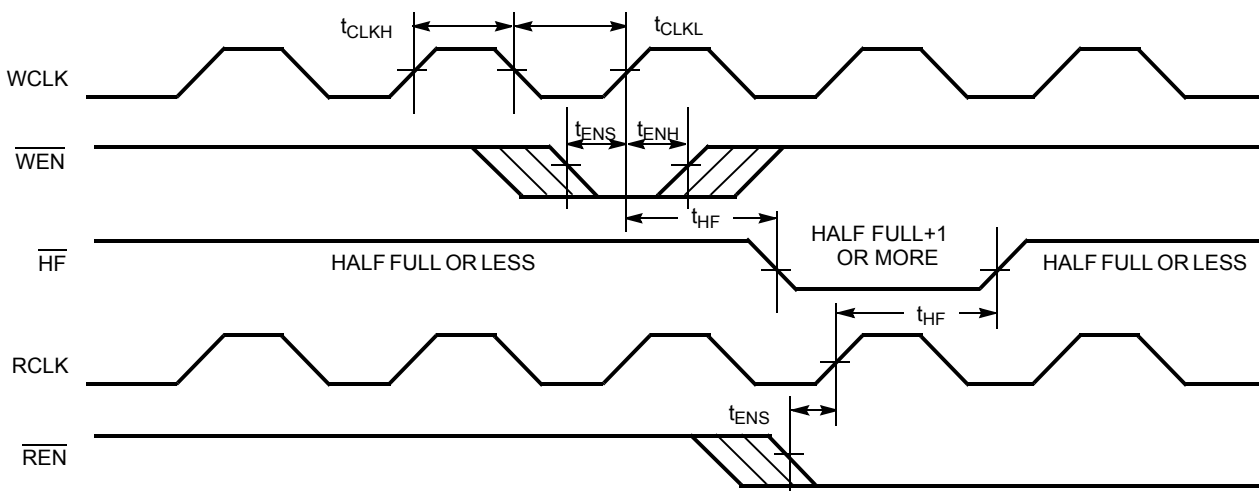 tCLKH
tCLKL
WCLK
tENS
tENH
WEN
tHF
HF
HALF FULL OR LESS
HALF FULL+1
OR MORE
HALF FULL OR LESS
tHF
RCLK
tENS
REN